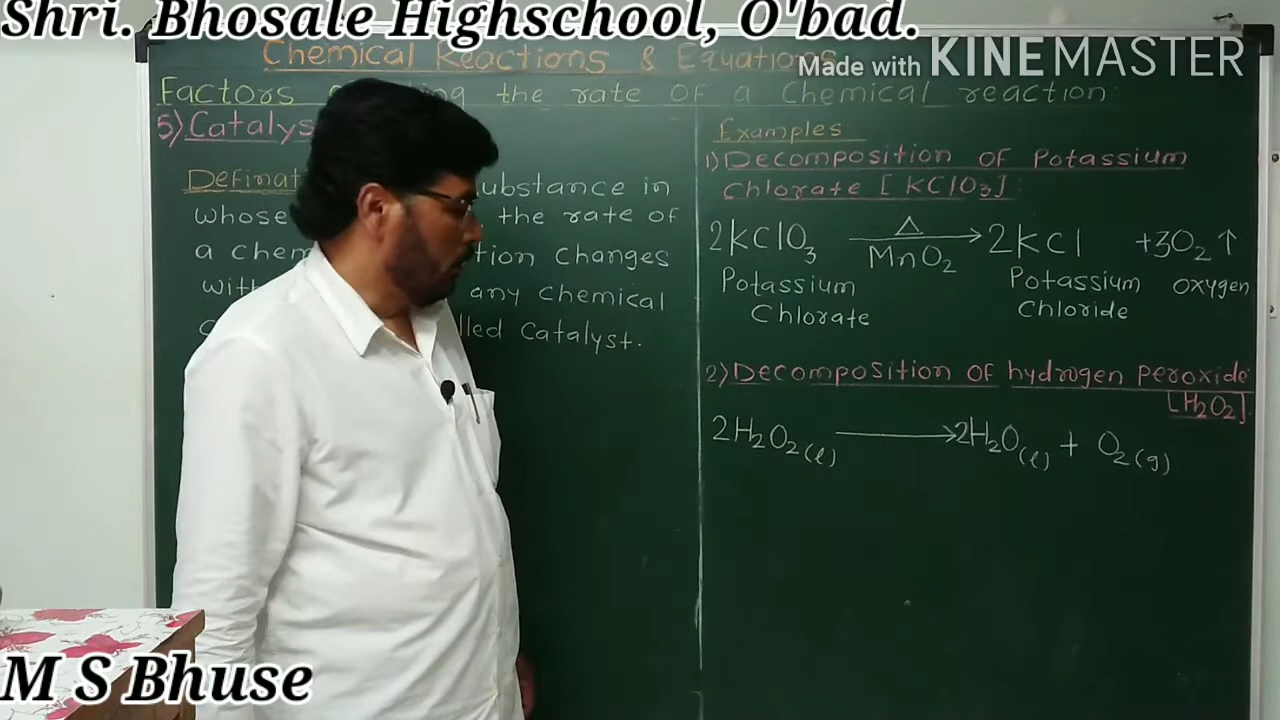 Shri. Bhosale Highschool, O'bad.
Made with KINEMASTER
Chemical Reactions & Equations
Factors the rate of a Chemical reaction
5) Catalys
Definat ubstance in
whose the rate of
a chem tion changes
with any chemical
lled Catalyst.
Examples
1) Decomposition of Potassium
Chlorate [KClO3]
2KClO3 Δ MnO2 → 2KCl +3O2 ↑
Potassium Potassium oxygen
Chlorate Chloride
2) Decomposition of hydrogen peroxide
[H2O2].
2H2O2(l) → 2H2O(l) + O2(g)
M S Bhuse